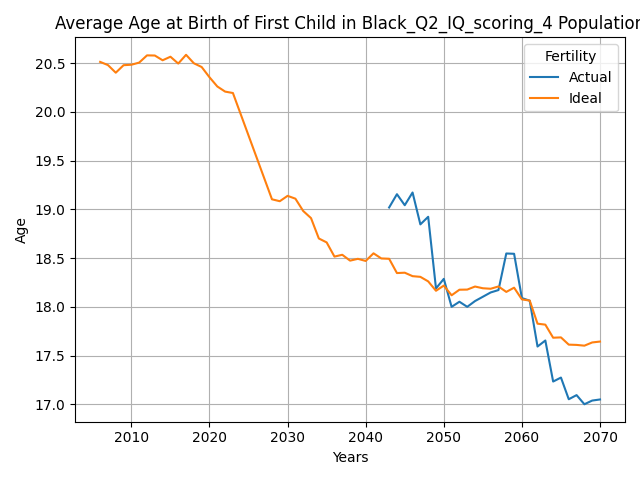 Average Age at Birth of First Child in Black_Q2_IQ_scoring_4 Population
Fertility
Actual
Ideal
20.5
20.0
19.5
19.0
18.5
18.0
17.5
17.0
Age
2010 2020 2030 2040 2050 2060 2070
Years